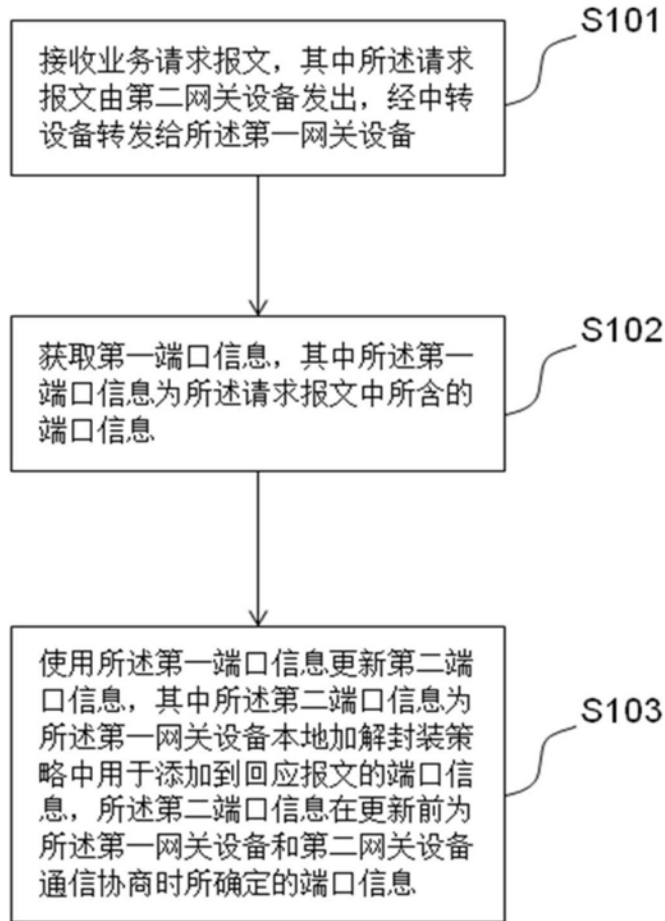 S101
接收业务请求报文，其中所述请求
报文由第二网关设备发出，经中转
设备转发给所述第一网关设备
S102
获取第一端口信息，其中所述第一
端口信息为所述请求报文中所含的
端口信息
S103
使用所述第一端口信息更新第二端
口信息，其中所述第二端口信息为
所述第一网关设备本地加解封装策
略中用于添加到回应报文的端口信
息，所述第二端口信息在更新前为
所述第一网关设备和第二网关设备
通信协商时所确定的端口信息